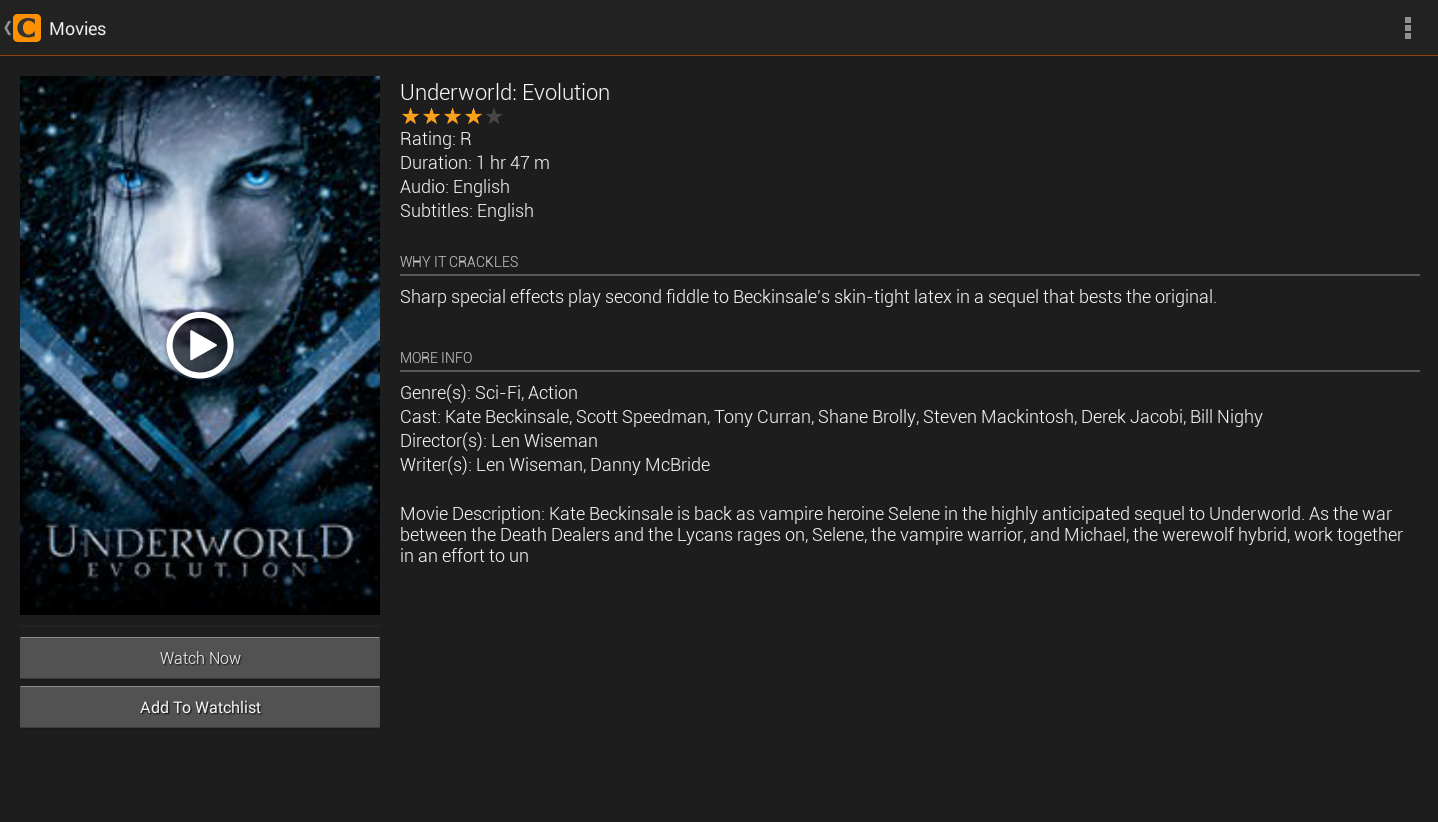 C Movies
Underworld: Evolution
Rating: R
Duration: 1 hr 47 m
Audio: English
Subtitles: English
WHY IT CRACKLES
Sharp special effects play second fiddle to Beckinsale's skin-tight latex in a sequel that bests the original.
MORE INFO
Genre(s): Sci-Fi, Action
Cast: Kate Beckinsale, Scott Speedman, Tony Curran, Shane Brolly, Steven Mackintosh, Derek Jacobi, Bill Nighy
Director(s): Len Wiseman
Writer(s): Len Wiseman, Danny McBride
Movie Description: Kate Beckinsale is back as vampire heroine Selene in the highly anticipated sequel to Underworld. As the war
between the Death Dealers and the Lycans rages on, Selene, the vampire warrior, and Michael, the werewolf hybrid, work together
in an effort to un
UNDERWORLD
EVOLUTION
Watch Now
Add To Watchlist